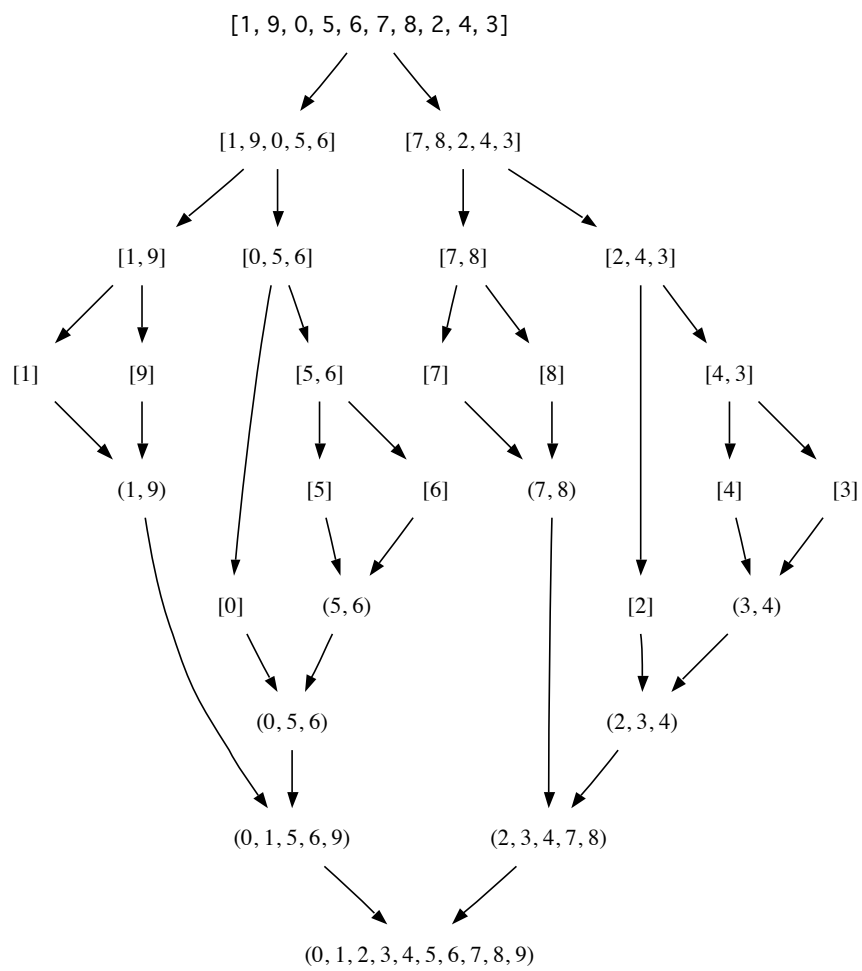 [1, 9, 0, 5, 6, 7, 8, 2, 4, 3]
[1, 9, 0, 5, 6] [7, 8, 2, 4, 3]
[1, 9] [0, 5, 6] [7, 8] [2, 4, 3]
[1] [9] [5, 6] [7] [8] [4, 3]
(1, 9) [5] [6] (7, 8) [4] [3]
[0] (5, 6) [2] (3, 4)
(0, 5, 6) (2, 3, 4)
(0, 1, 5, 6, 9) (2, 3, 4, 7, 8)
(0, 1, 2, 3, 4, 5, 6, 7, 8, 9)